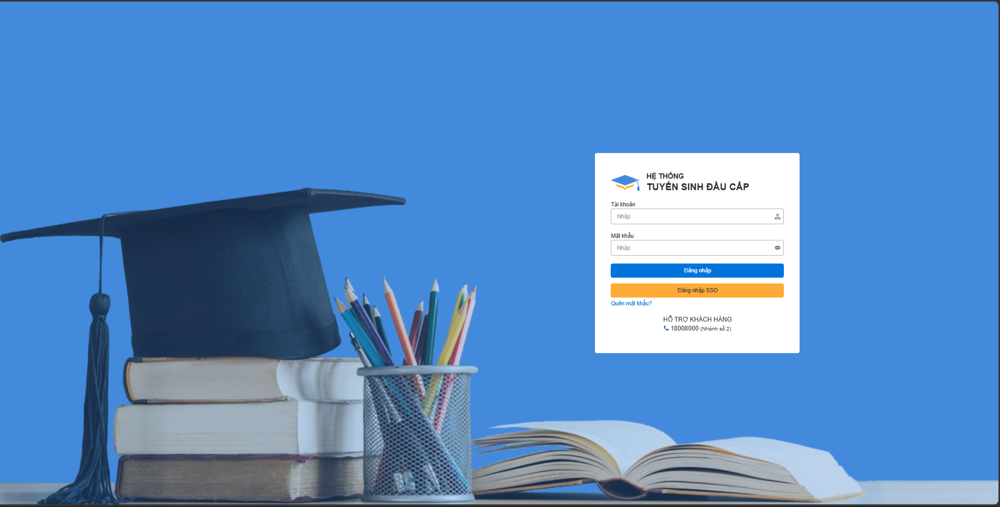 HỆ THỐNG
TUYỂN SINH ĐẦU CẤP
Tài khoản
Nhập
Mật khẩu
Nhập
Đăng nhập
Đăng nhập SSO
Quên mật khẩu?
HỖ TRỢ KHÁCH HÀNG
18008000 (Nhánh số 2)